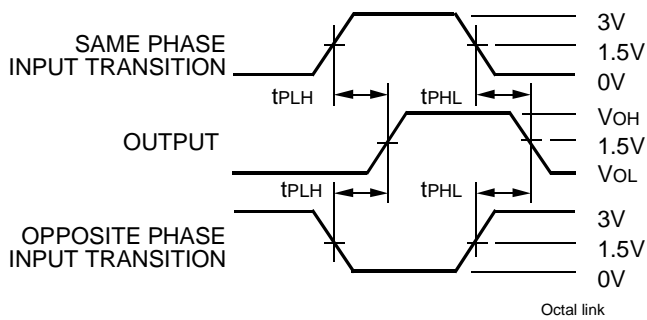 SAME PHASE
INPUT TRANSITION
3V
1.5V
0V
tPLH
tPHL
OUTPUT
VOH
1.5V
VOL
tPLH
tPHL
OPPOSITE PHASE
INPUT TRANSITION
3V
1.5V
0V
Octal link